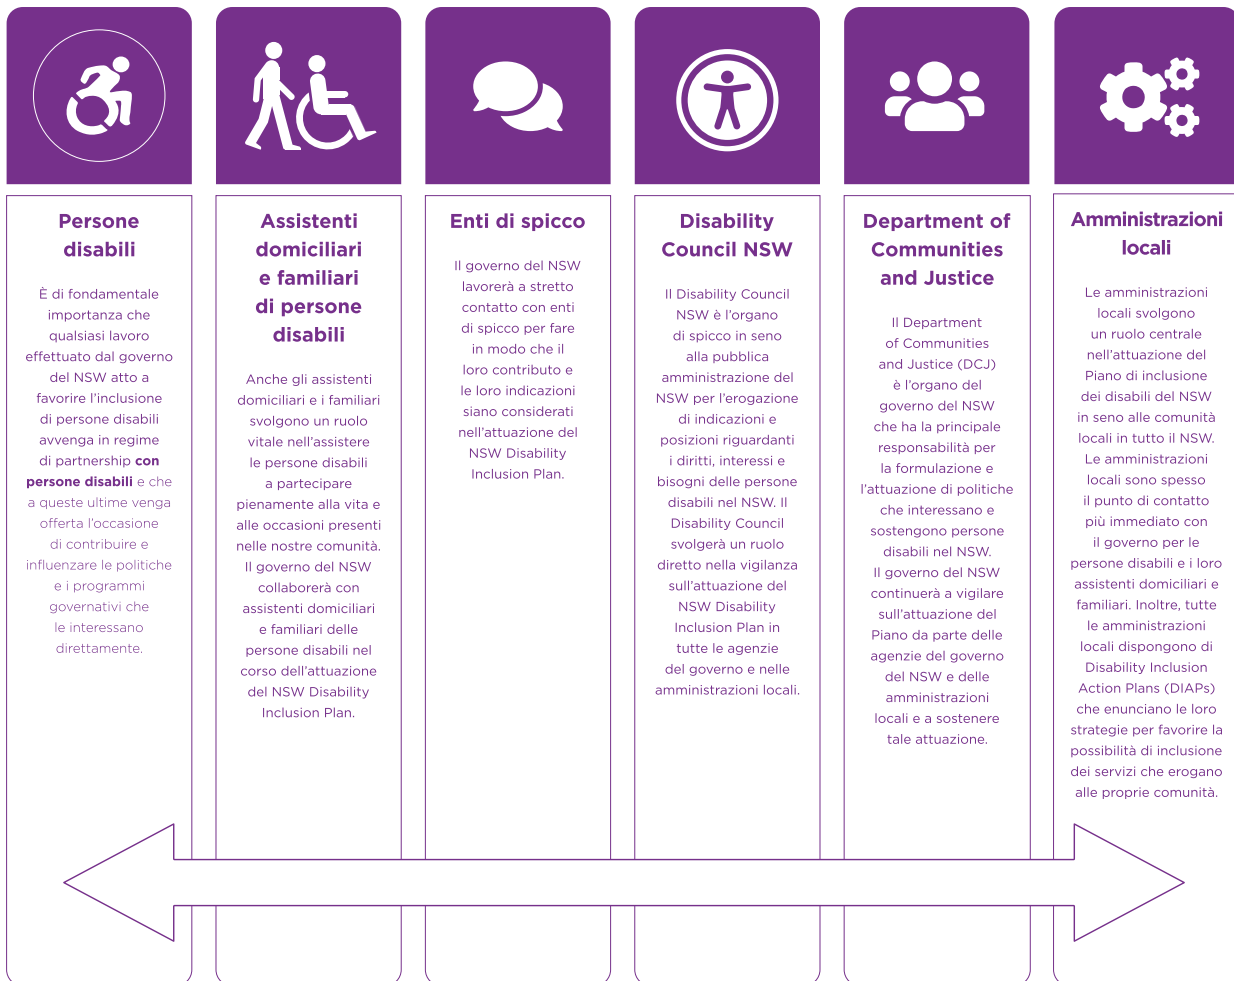 Persone
disabili
È di fondamentale
importanza che
qualsiasi lavoro
effettuato dal governo
del NSW atto a
favorire l'inclusione
di persone disabili
avvenga in regime
di partnership con
persone disabili e che
a queste ultime venga
offerta l'occasione
di contribuire e
influenzare le politiche
e i programmi
governativi che
le interessano
direttamente.
Assistenti
domiciliari
e familiari
di persone
disabili
Anche gli assistenti
domiciliari e i familiari
svolgono un ruolo
vitale nell'assistere
le persone disabili
a partecipare
pienamente alla vita e
alle occasioni presenti
nelle nostre comunità.
Il governo del NSW
collaborerà con
assistenti domiciliari
e familiari delle
persone disabili nel
corso dell'attuazione
del NSW Disability
Inclusion Plan.
Enti di spicco
Il governo del NSW
lavorerà a stretto
contatto con enti
di spicco per fare
in modo che il
loro contributo e
le loro indicazioni
siano considerati
nell'attuazione del
NSW Disability
Inclusion Plan.
Disability
Council NSW
Il Disability Council
NSW è l'organo
di spicco in seno
alla pubblica
amministrazione del
NSW per l'erogazione
di indicazioni e
posizioni riguardanti
i diritti, interessi e
bisogni delle persone
disabili nel NSW. Il
Disability Council
svolgerà un ruolo
diretto nella vigilanza
sull'attuazione del
NSW Disability
Inclusion Plan in
tutte le agenzie
del governo e nelle
amministrazioni locali.
Department of
Communities
and Justice
Il Department
of Communities
and Justice (DCJ)
è l'organo del
governo del NSW
che ha la principale
responsabilità per
la formulazione e
l'attuazione di politiche
che interessano e
sostengono persone
disabili nel NSW.
Il governo del NSW
continuerà a vigilare
sull'attuazione del
Piano da parte delle
agenzie del governo
del NSW e delle
amministrazioni
locali e a sostenere
tale attuazione.
Amministrazioni
locali
Le amministrazioni
locali svolgono
un ruolo centrale
nell'attuazione del
Piano di inclusione
dei disabili del NSW
in seno alle comunità
locali in tutto il NSW.
Le amministrazioni
locali sono spesso
il punto di contatto
più immediato con
il governo per le
persone disabili e i loro
assistenti domiciliari e
familiari. Inoltre, tutte
le amministrazioni
locali dispongono di
Disability Inclusion
Action Plans (DIAPs)
che enunciano le loro
strategie per favorire la
possibilità di inclusione
dei servizi che erogano
alle proprie comunità.